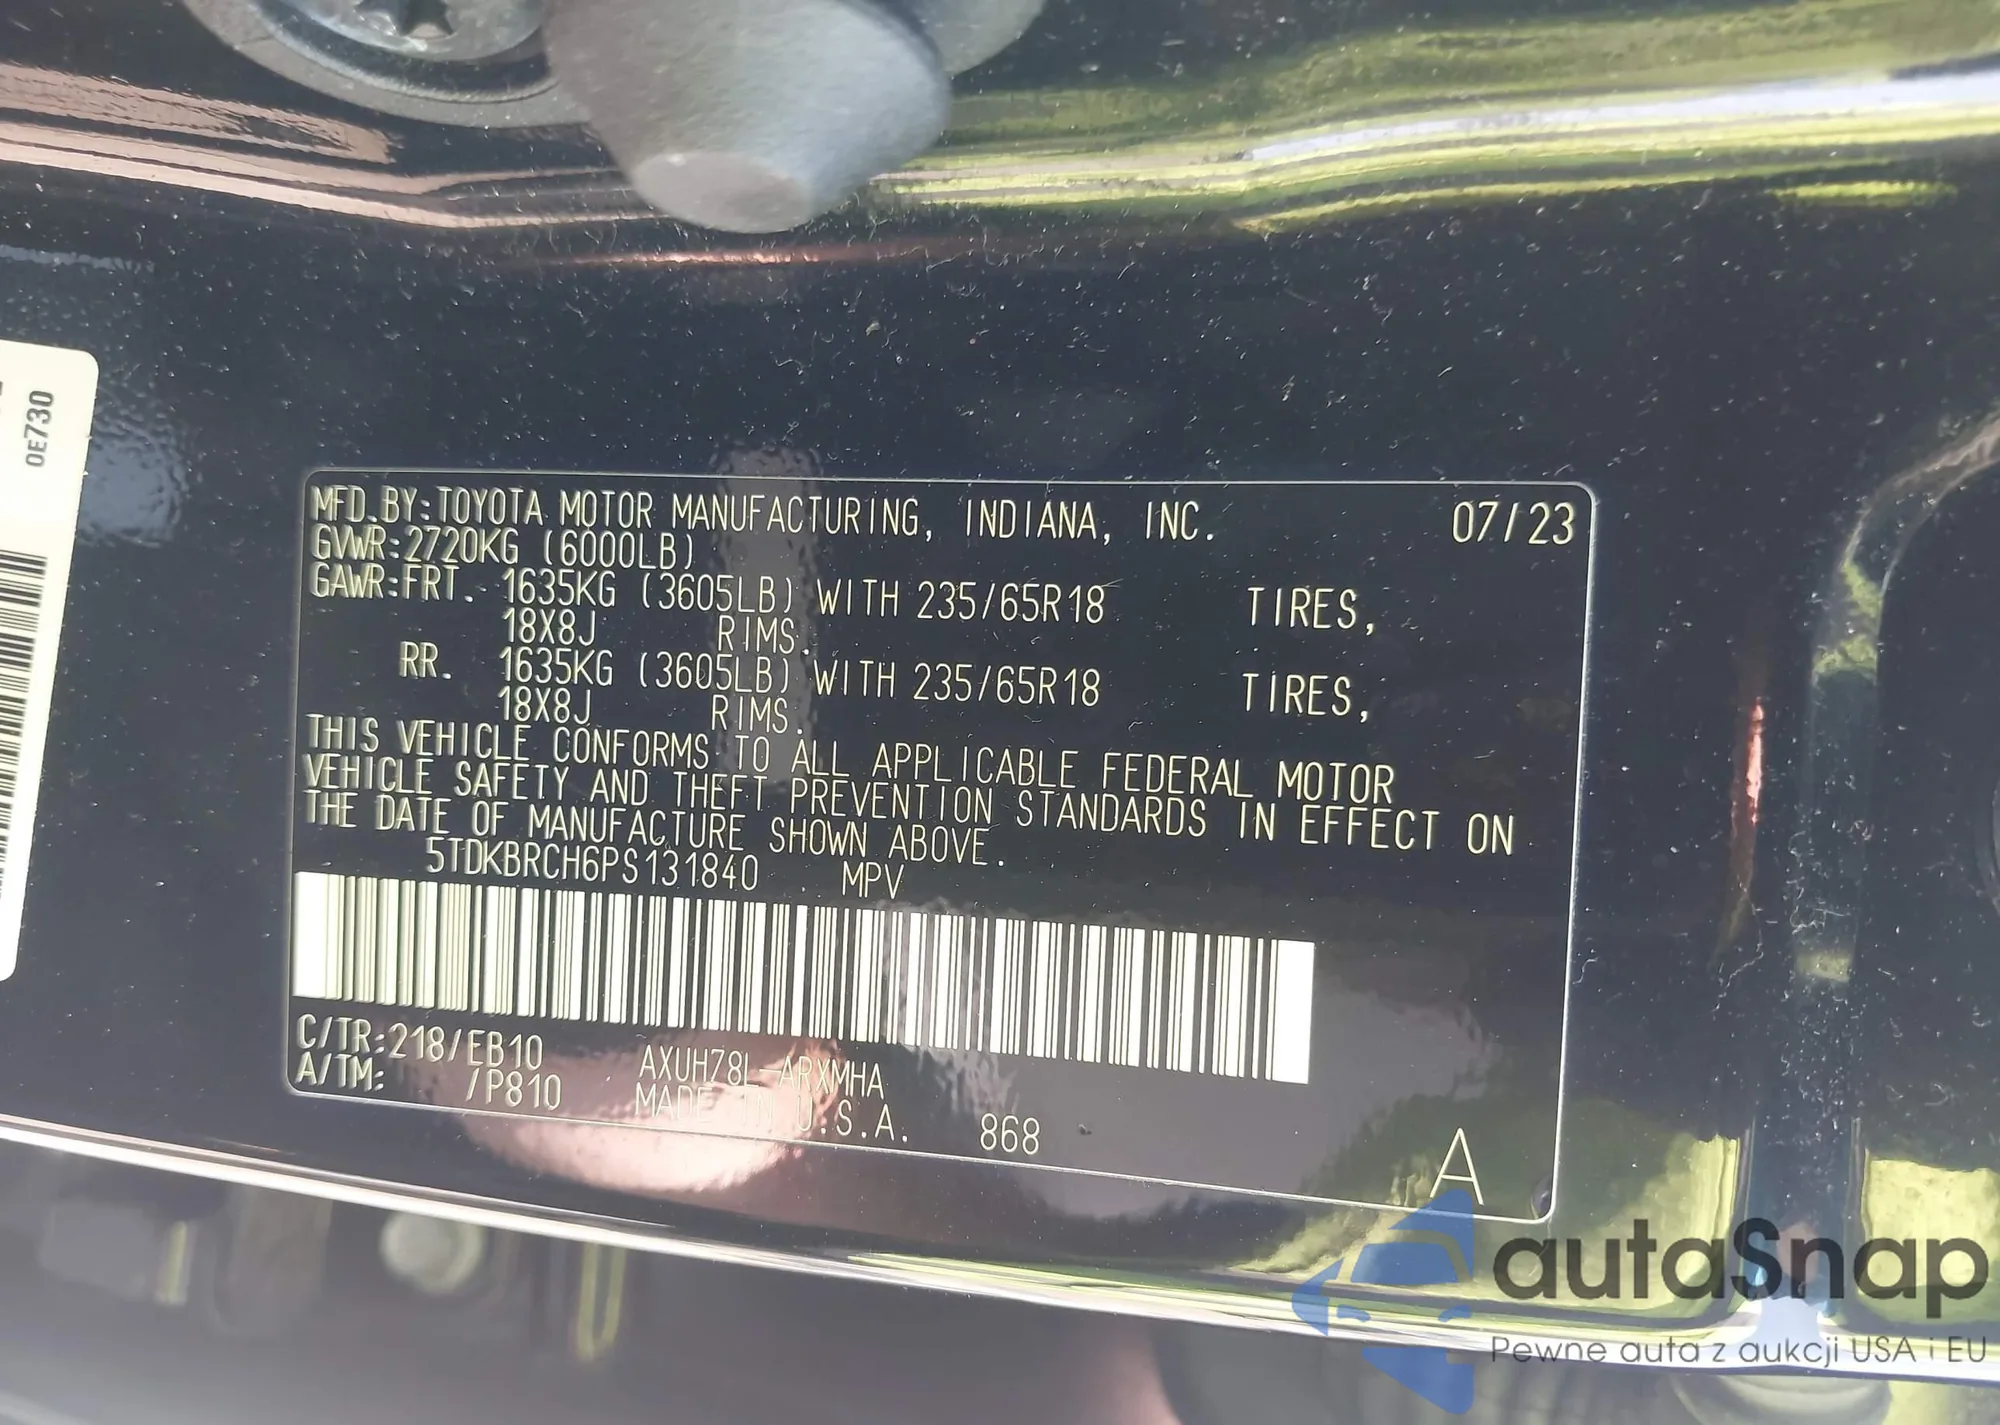 0E730
MFD.BY:TOYOTA MOTOR MANUFACTURING, INDIANA, INC. 07/23
GVWR:2720KG (6000LB)
GAWR:FRT. 1635KG (3605LB) WITH 235/65R18 TIRES,
18X8J RIMS.
RR. 1635KG (3605LB) WITH 235/65R18 TIRES,
18X8J RIMS.
THIS VEHICLE CONFORMS TO ALL APPLICABLE FEDERAL MOTOR
VEHICLE SAFETY AND THEFT PREVENTION STANDARDS IN EFFECT ON
THE DATE OF MANUFACTURE SHOWN ABOVE.
5TDKBRCH6PS131840 MPV
C/TR:218/EB10 AXUH78L-ARXMHA
A/TM: /P810 MADE IN U.S.A. 868
A
autaSnap
Pewne auta z aukcji USA i EU